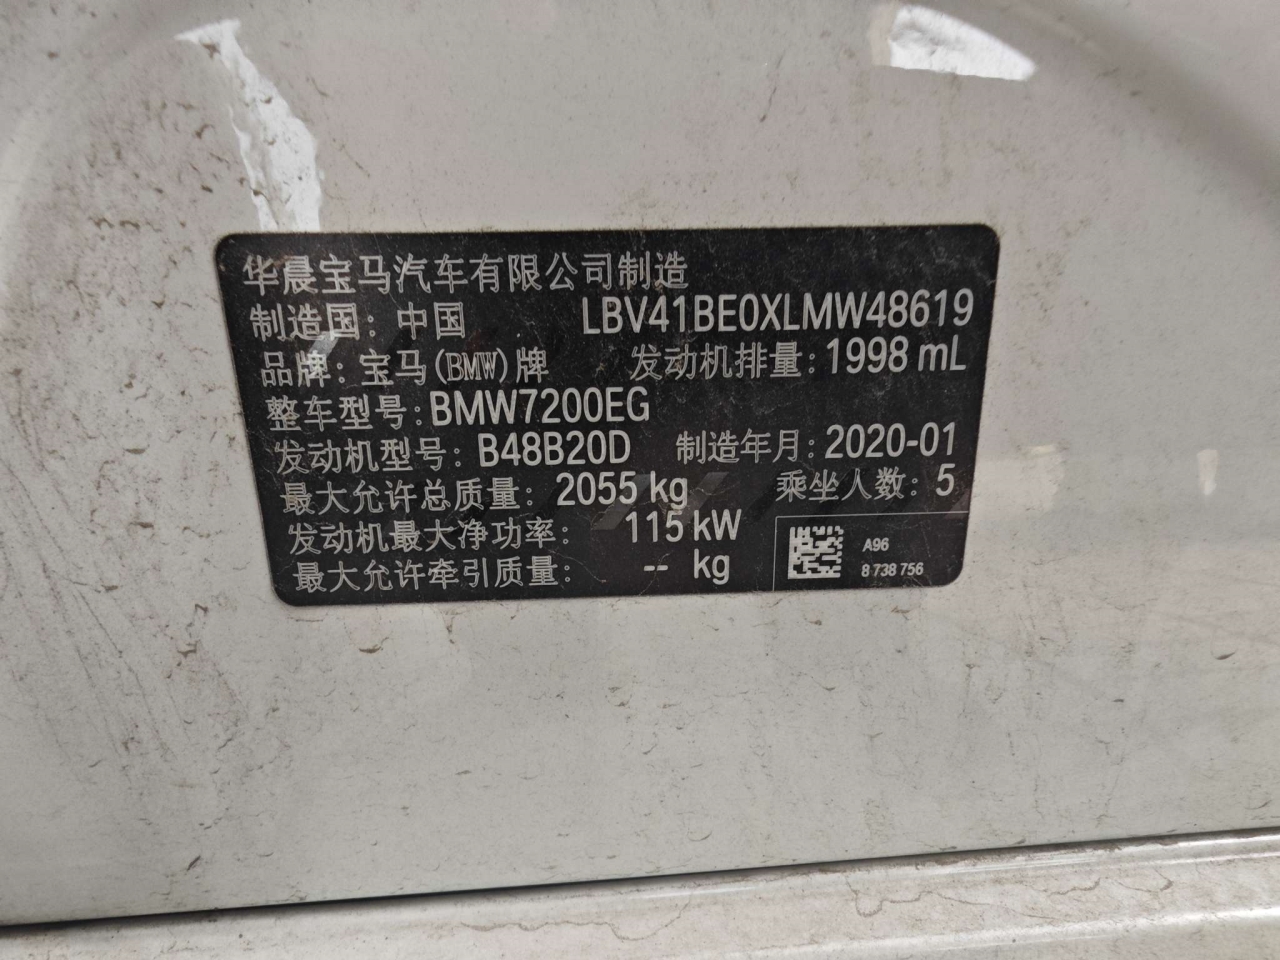 华晨宝马汽车有限公司制造
制造国：中国 LBV41BE0XLMW48619
品牌：宝马(BMW)牌 发动机排量：1998 mL
整车型号：BMW7200EG
发动机型号：B48B20D 制造年月：2020-01
最大允许总质量：2055 kg 乘坐人数：5
发动机最大净功率：115 kW
最大允许牵引质量：-- kg
A96
8 738 756